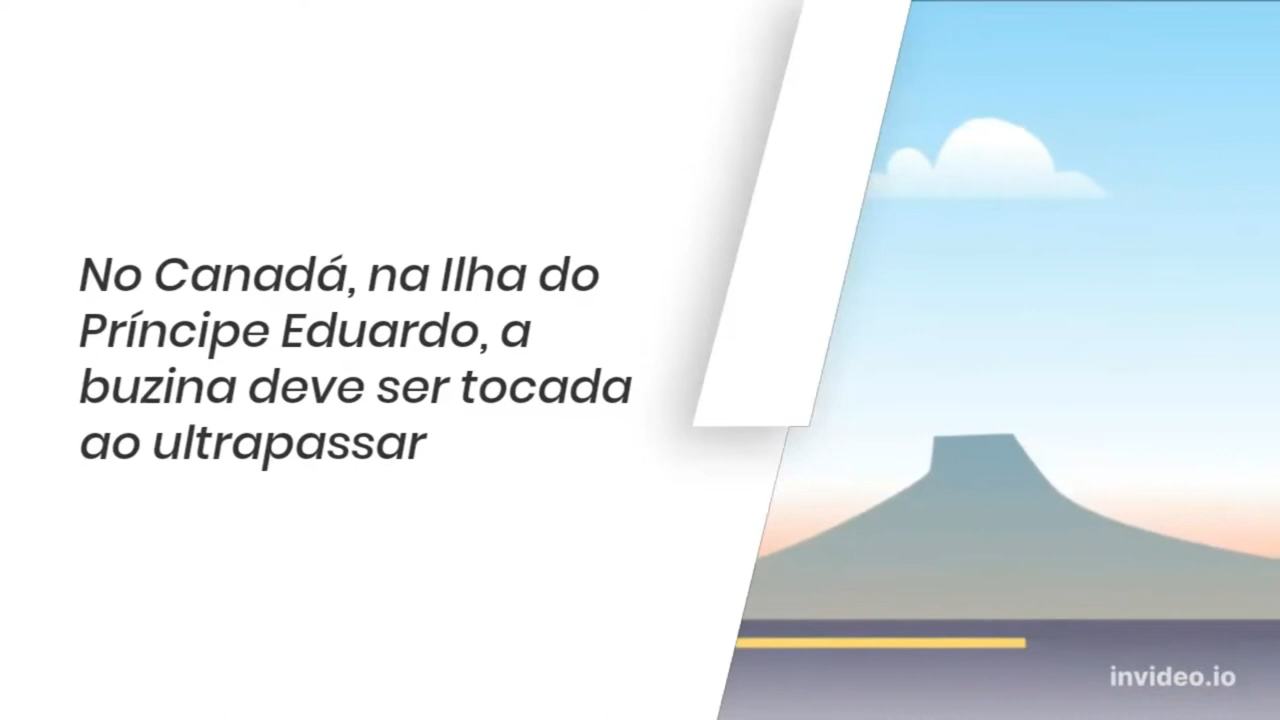 No Canadá, na Ilha do
Príncipe Eduardo, a
buzina deve ser tocada
ao ultrapassar
invideo.io